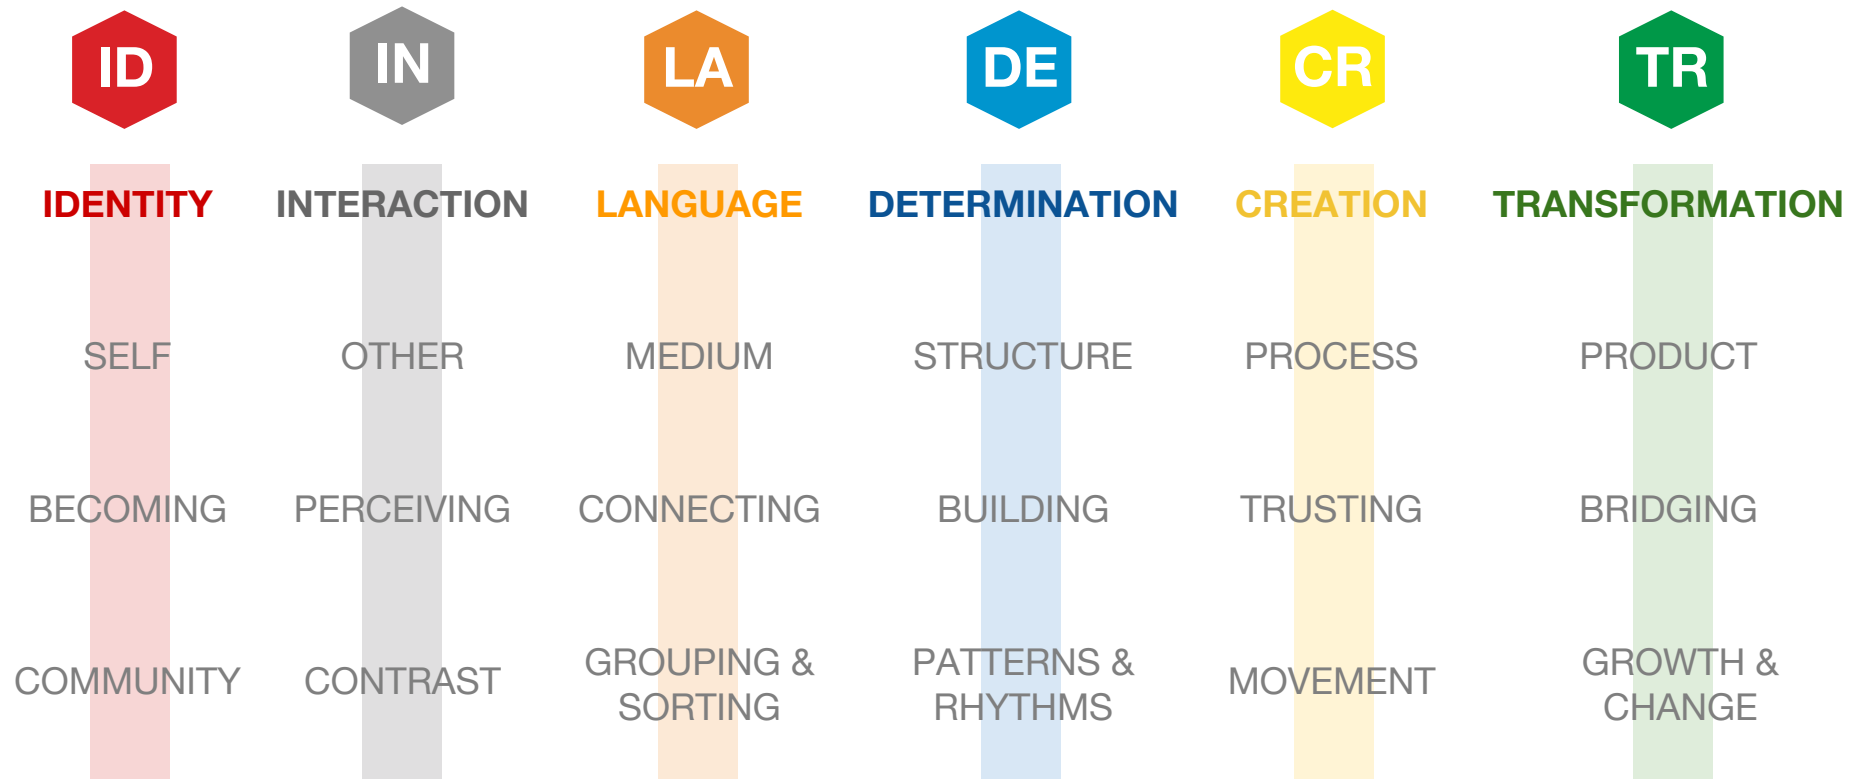 ID IN LA DE CR TR
IDENTITY INTERACTION LANGUAGE DETERMINATION CREATION TRANSFORMATION
SELF OTHER MEDIUM STRUCTURE PROCESS PRODUCT
BECOMING PERCEIVING CONNECTING BUILDING TRUSTING BRIDGING
COMMUNITY CONTRAST GROUPING & PATTERNS & MOVEMENT GROWTH &
SORTING RHYTHMS CHANGE